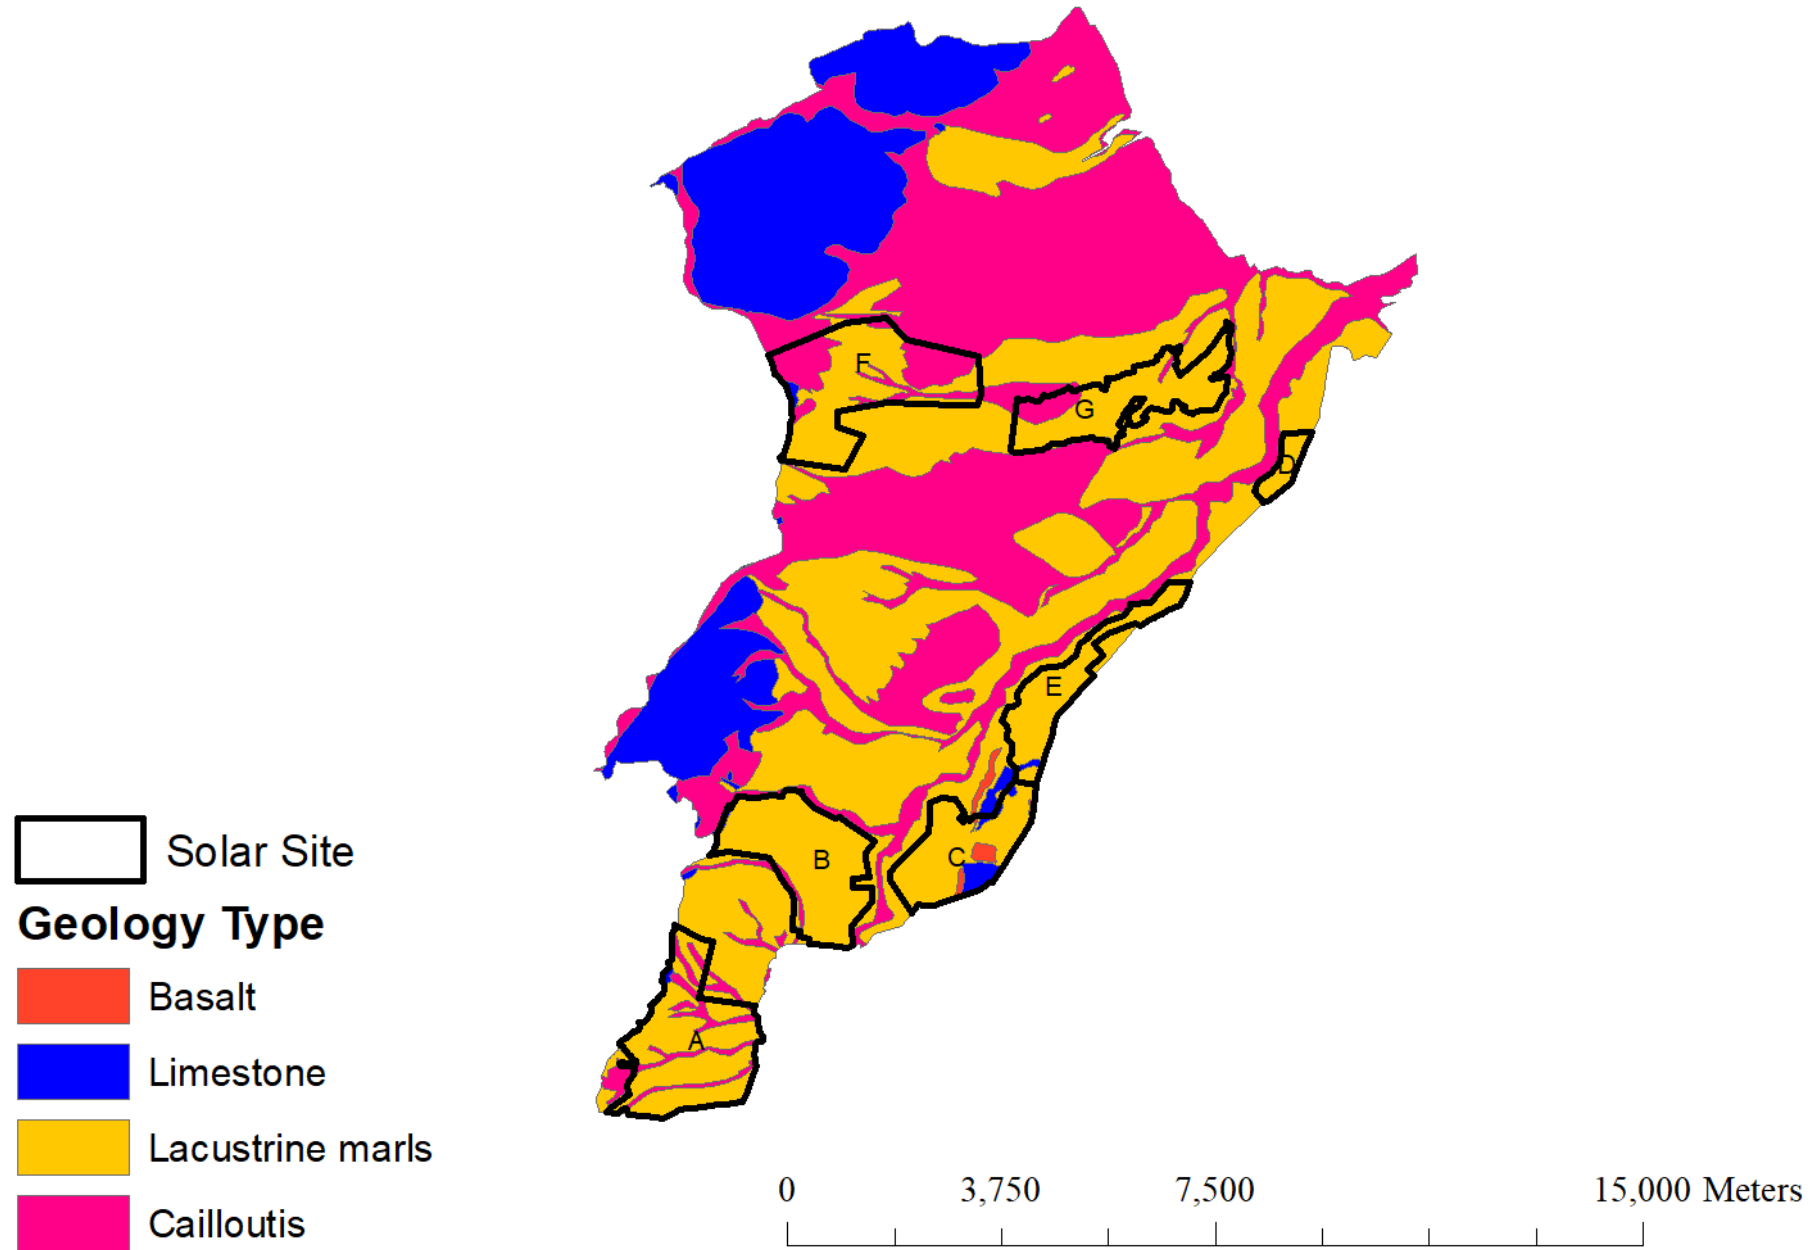 F
G
D
E
B
C
A
Solar Site
Geology Type
Basalt
Limestone
Lacustrine marls
Cailloutis
0 3,750 7,500 15,000 Meters